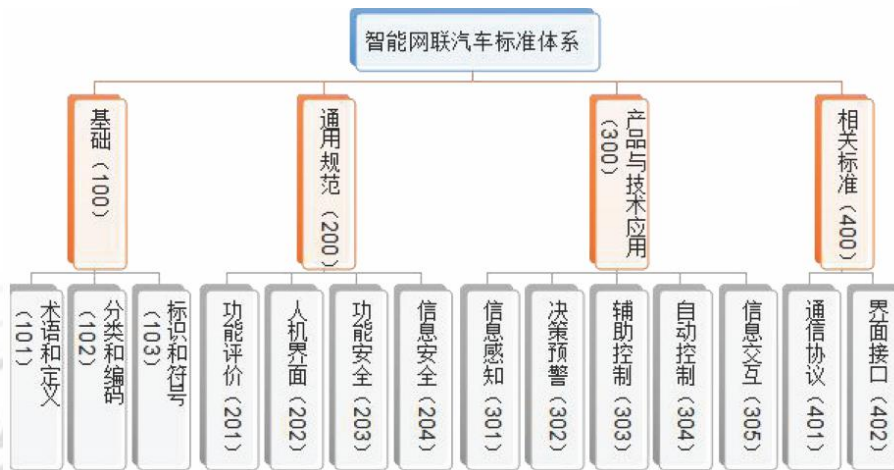 智能网联汽车标准体系
基础（100）
通用规范（200）
产品与技术应用
（300）
相关标准（400）
术语和定义
（101）
分类和编码
（102）
标识和符号
（103）
功能评价（201）
人机界面（202）
功能安全（203）
信息安全（204）
信息感知（301）
决策预警（302）
辅助控制（303）
自动控制（304）
信息交互（305）
通信协议（401）
界面接口（402）